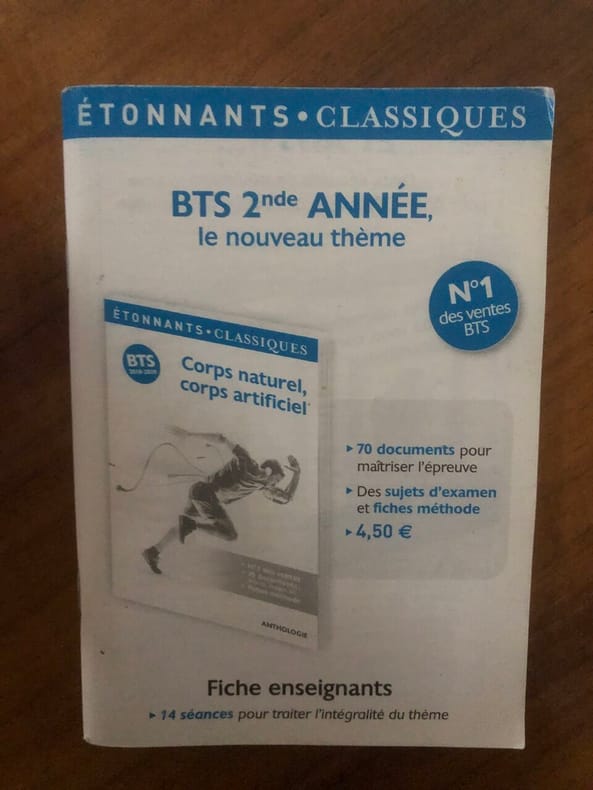 ÉTONNANTS • CLASSIQUES
BTS 2nde ANNÉE,
le nouveau thème
N°1
des ventes
BTS
ÉTONNANTS • CLASSIQUES
BTS
Corps naturel,
corps artificiel
▸ 70 documents pour
maîtriser l'épreuve
▸ Des sujets d'examen
et fiches méthode
▸ 4,50 €
ANTHOLOGIE
Fiche enseignants
▸ 14 séances pour traiter l'intégralité du thème